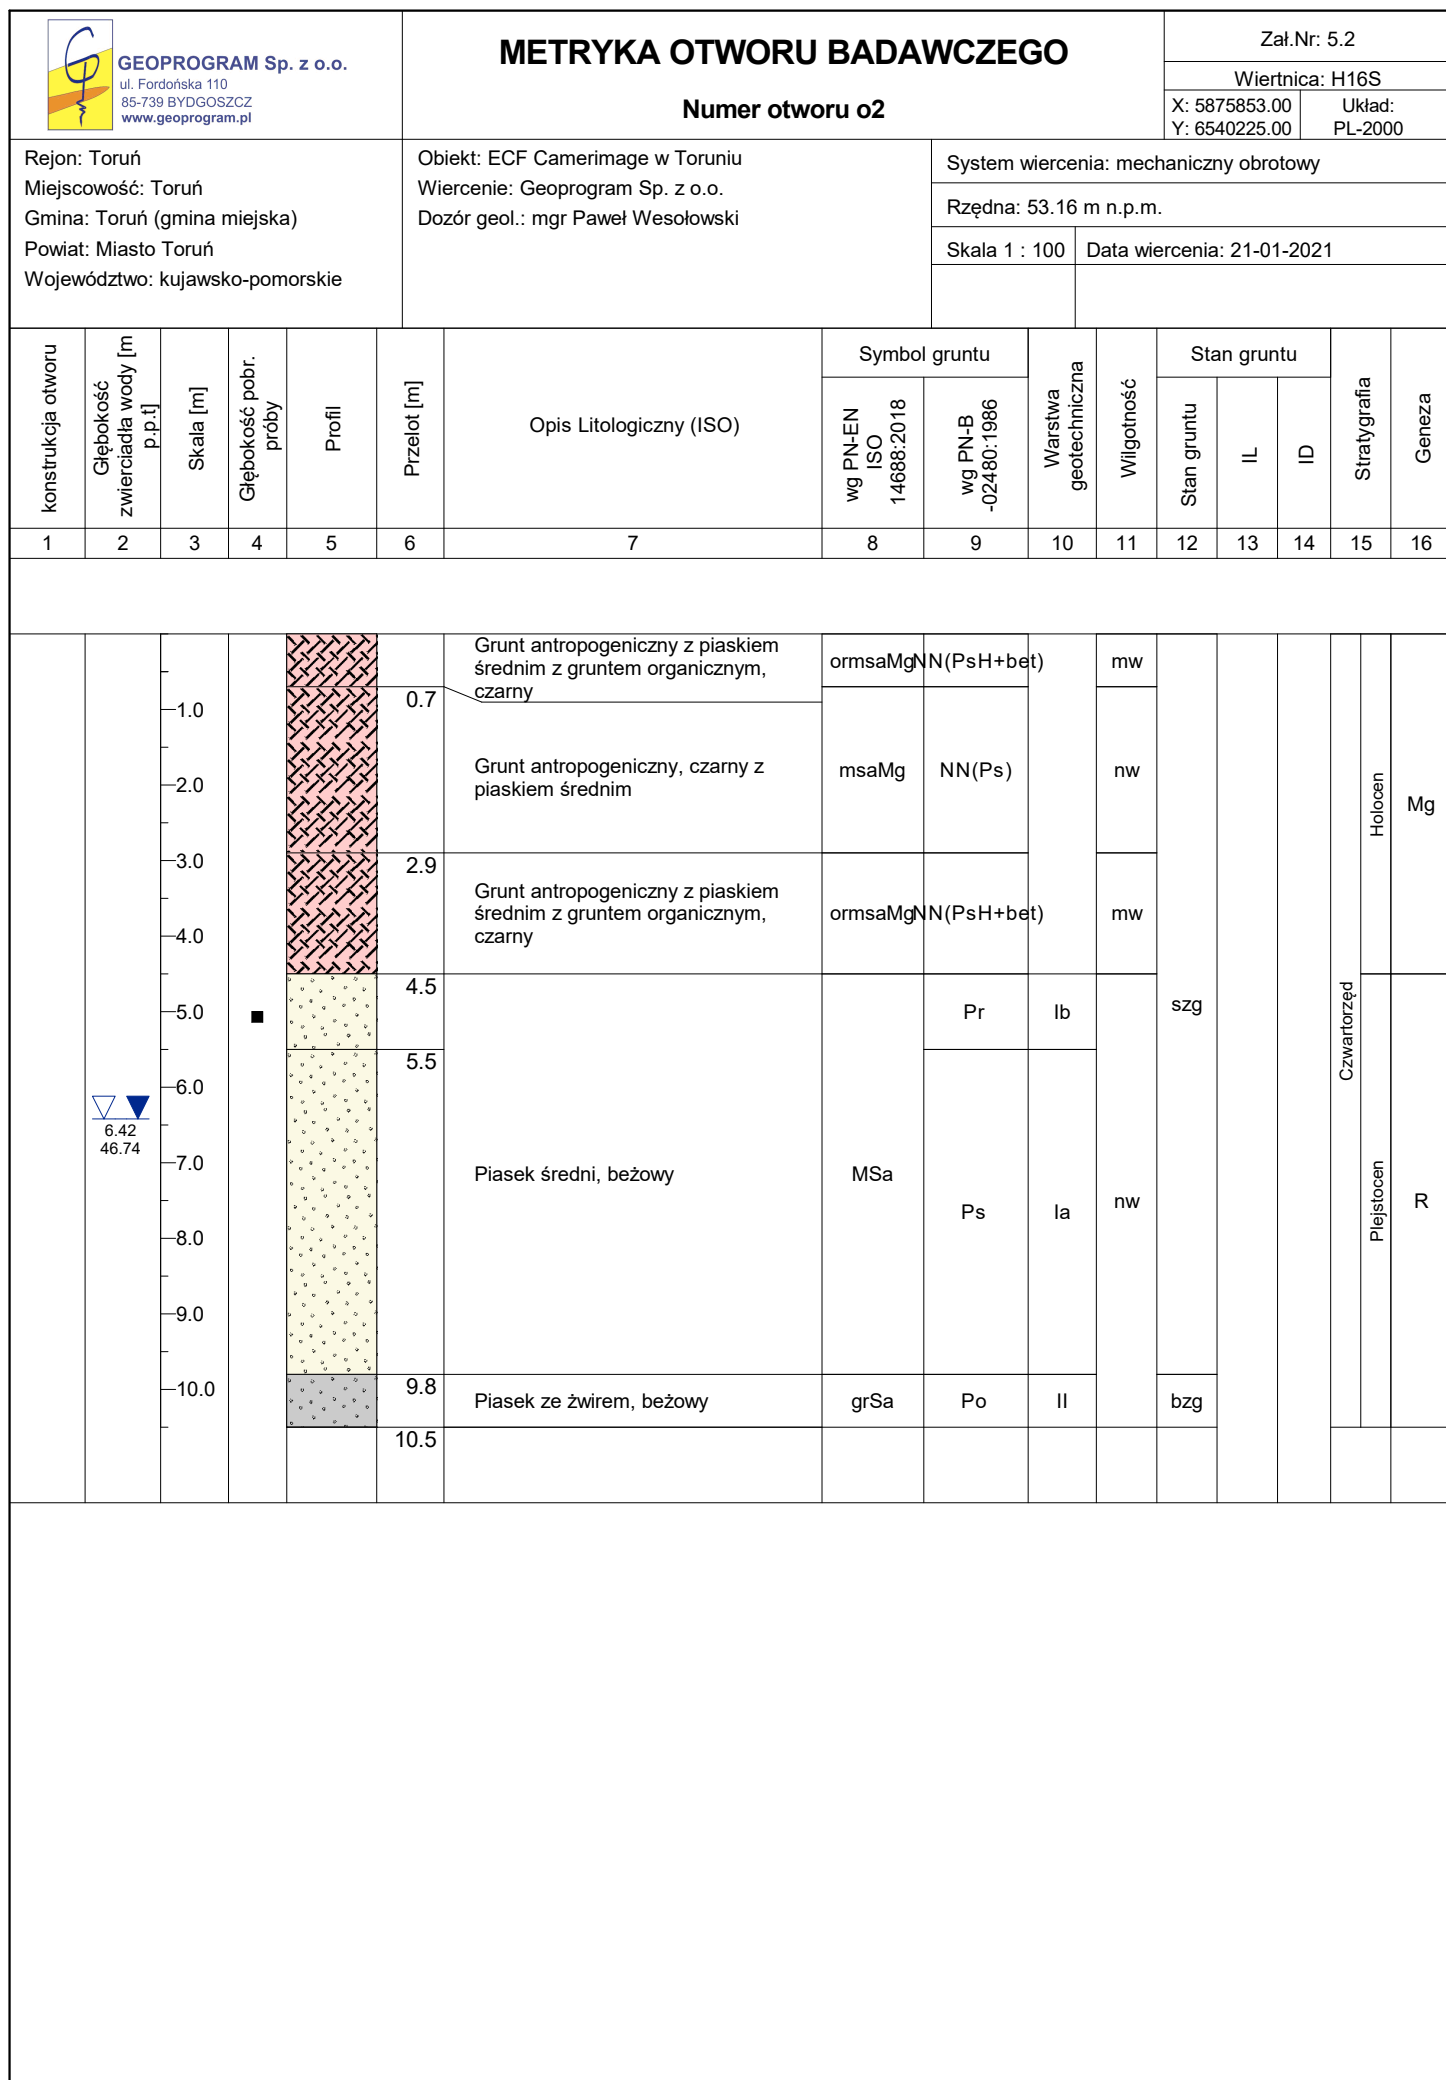 GEOPROGRAM Sp. z o.o.
ul. Fordońska 110
85-739 BYDGOSZCZ
www.geoprogram.pl
METRYKA OTWORU BADAWCZEGO
Numer otworu o2
Zał.Nr: 5.2
Wiertnica: H16S
X: 5875853.00
Y: 6540225.00
Układ:
PL-2000
Rejon: Toruń
Miejscowość: Toruń
Gmina: Toruń (gmina miejska)
Powiat: Miasto Toruń
Województwo: kujawsko-pomorskie
Obiekt: ECF Camerimage w Toruniu
Wiercenie: Geoprogram Sp. z o.o.
Dozór geol.: mgr Paweł Wesołowski
System wiercenia: mechaniczny obrotowy
Rzędna: 53.16 m n.p.m.
Skala 1 : 100
Data wiercenia: 21-01-2021
konstrukcja otworu
Głębokość
zwierciadła wody [m
p.p.t]
Skala [m]
Głębokość pobr.
próby
Profil
Przelot [m]
Opis Litologiczny (ISO)
Symbol gruntu
wg PN-EN
ISO
14688:2018
wg PN-B
-02480:1986
Warstwa
geotechniczna
Wilgotność
Stan gruntu
Stan gruntu
IL
ID
Stratygrafia
Geneza
1 2 3 4 5 6 7 8 9 10 11 12 13 14 15 16
Grunt antropogeniczny z piaskiem
średnim z gruntem organicznym,
czarny
ormsaMg
NN(PsH+bet)
mw
0.7
1.0
Grunt antropogeniczny, czarny z
piaskiem średnim
msaMg
NN(Ps)
nw
2.0
Holocen
Mg
3.0
2.9
Grunt antropogeniczny z piaskiem
średnim z gruntem organicznym,
czarny
ormsaMg
NN(PsH+bet)
mw
4.0
4.5
5.0
Pr
Ib
szg
Czwartorzęd
5.5
6.0
6.42
46.74
7.0
Piasek średni, beżowy
MSa
Ps
Ia
nw
Plejstocen
R
8.0
9.0
9.8
10.0
Piasek ze żwirem, beżowy
grSa
Po
II
bzg
10.5